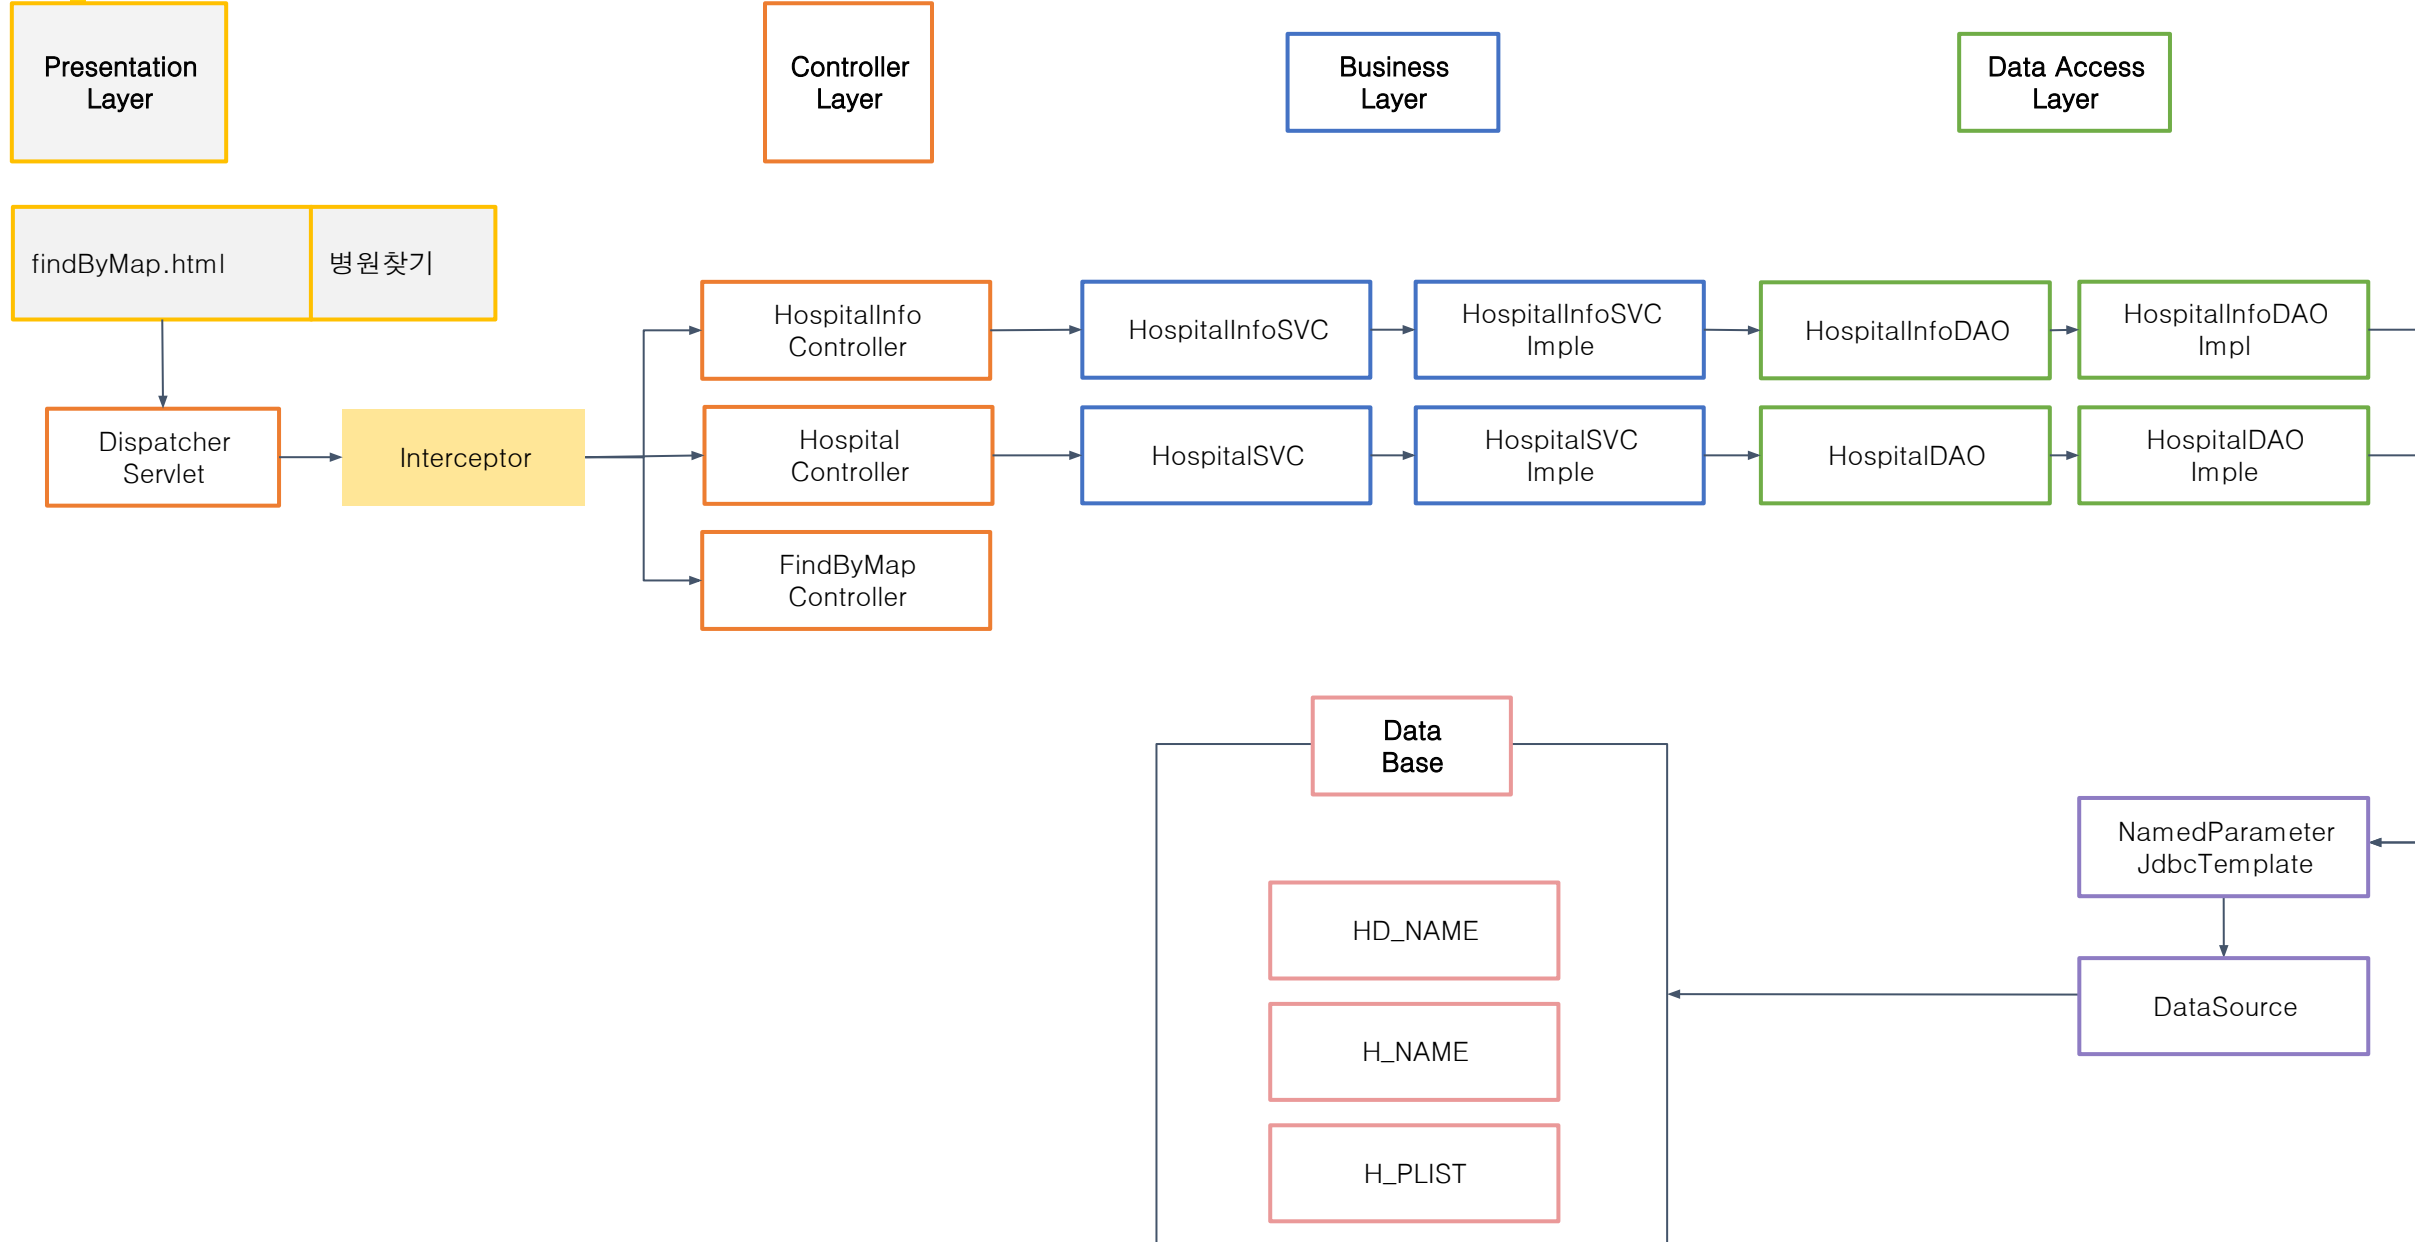 Presentation
Layer
Controller
Layer
Business
Layer
Data Access
Layer
findByMap.html
병원찾기
HospitalInfo
Controller
HospitalInfoSVC
HospitalInfoSVC
Imple
HospitalInfoDAO
HospitalInfoDAO
Impl
Dispatcher
Servlet
Interceptor
Hospital
Controller
HospitalSVC
HospitalSVC
Imple
HospitalDAO
HospitalDAO
Imple
FindByMap
Controller
Data
Base
NamedParameter
JdbcTemplate
HD_NAME
DataSource
H_NAME
H_PLIST